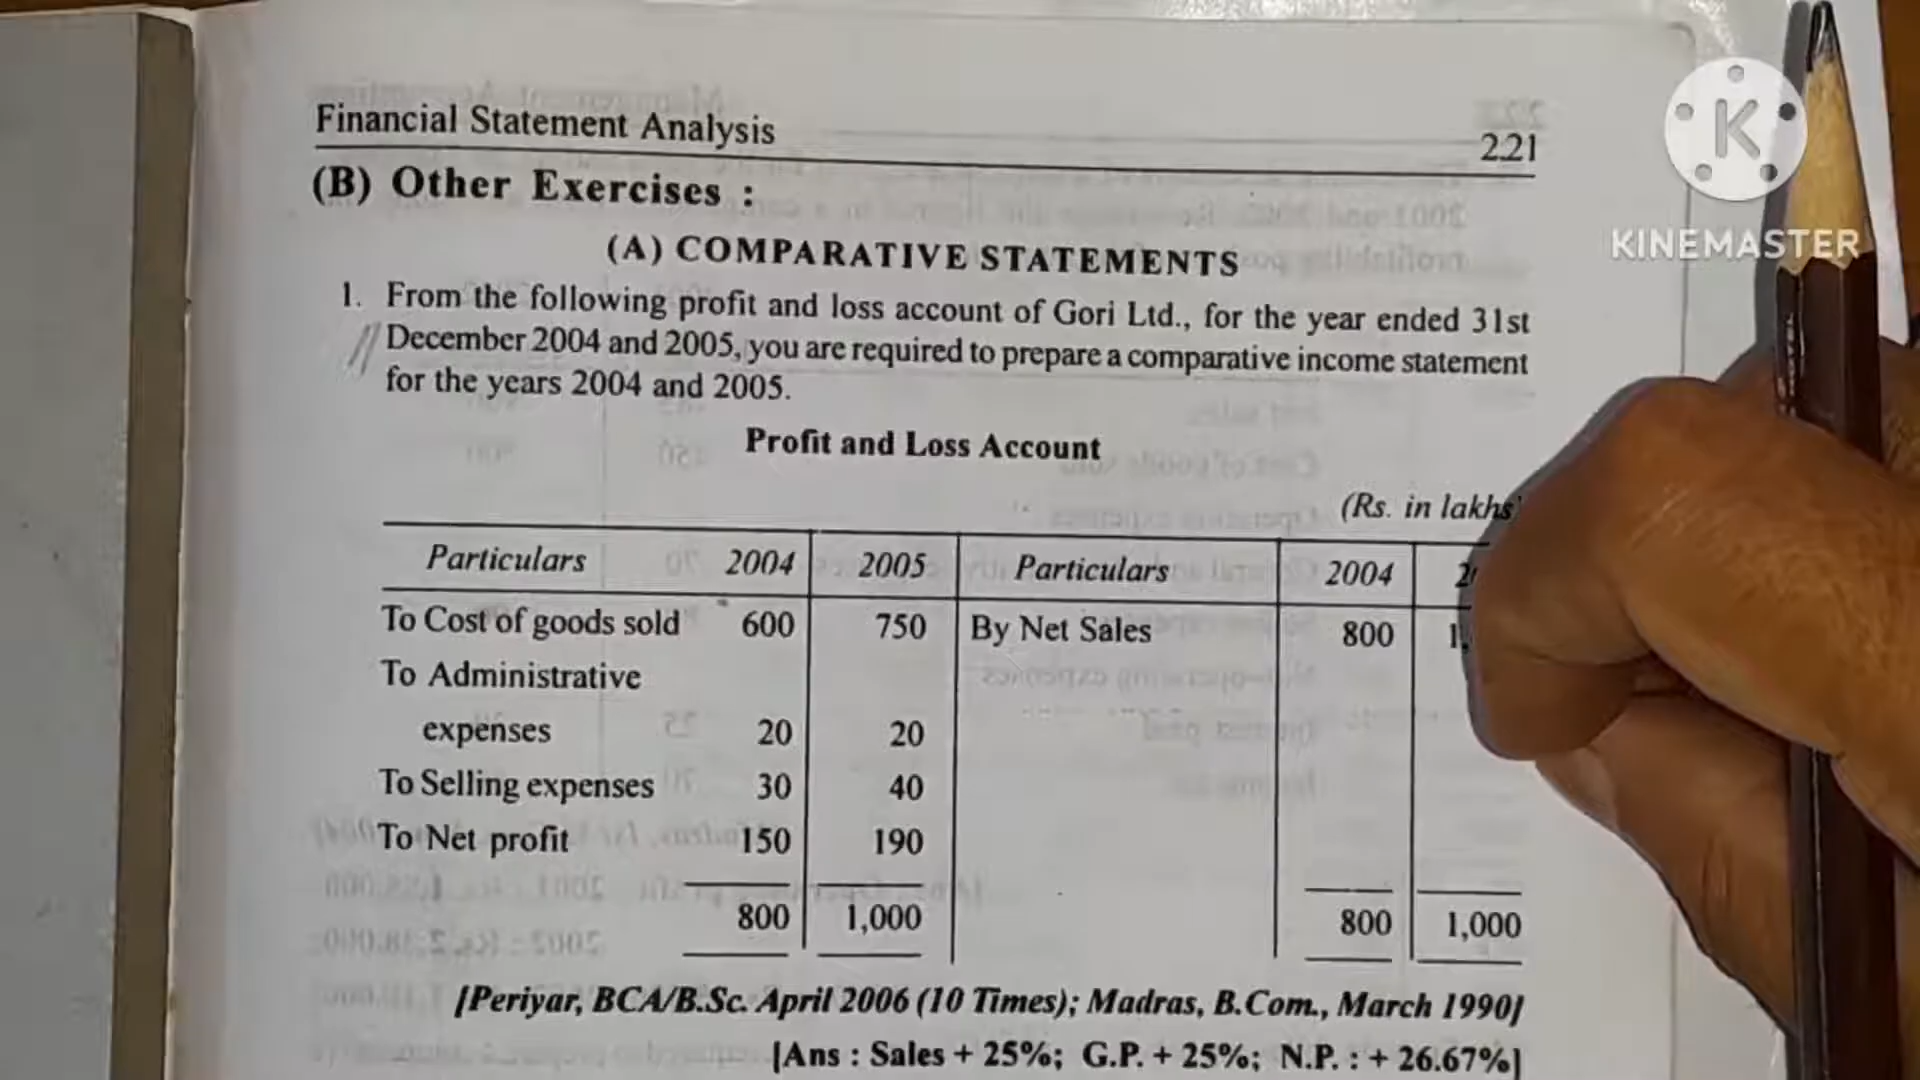 Financial Statement Analysis 2.21
(B) Other Exercises :
(A) COMPARATIVE STATEMENTS
1. From the following profit and loss account of Gori Ltd., for the year ended 31st
December 2004 and 2005, you are required to prepare a comparative income statement
for the years 2004 and 2005.
Profit and Loss Account
(Rs. in lakhs
Particulars 2004 2005 Particulars 2004
To Cost of goods sold 600 750 By Net Sales 800
To Administrative
expenses 20 20
To Selling expenses 30 40
To Net profit 150 190
800 1,000 800 1,000
[Periyar, BCA/B.Sc. April 2006 (10 Times); Madras, B.Com., March 1990]
[Ans : Sales + 25%; G.P. + 25%; N.P. : + 26.67%]
K
KINEMASTER